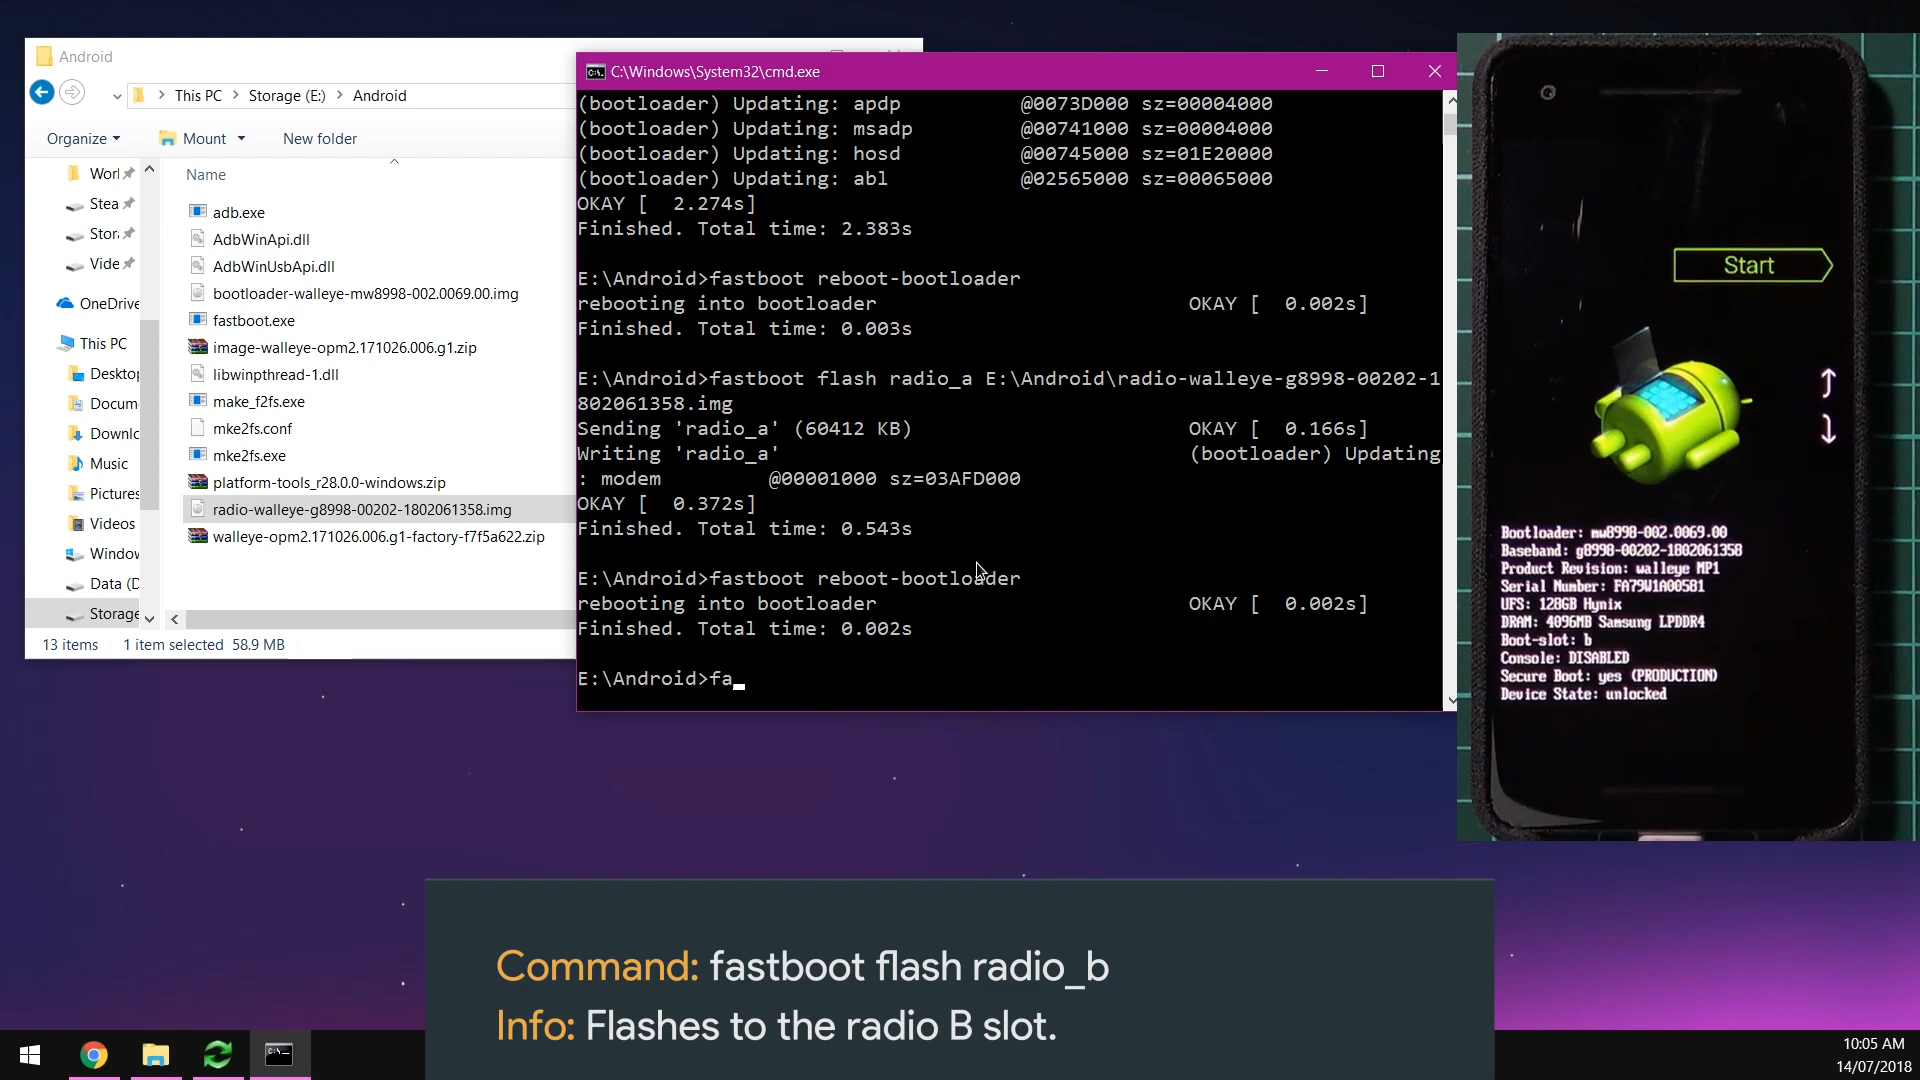 Android
This PC
Storage (E:)
Android
Organize
Mount
New folder
Name
Worl
Stea
Stor
Vide
OneDrive
This PC
Desktop
Docum
Downlo
Music
Pictures
Videos
Window
Data (D
Storage
adb.exe
AdbWinApi.dll
AdbWinUsbApi.dll
bootloader-walleye-mw8998-002.0069.00.img
fastboot.exe
image-walleye-opm2.171026.006.g1.zip
libwinpthread-1.dll
make_f2fs.exe
mke2fs.conf
mke2fs.exe
platform-tools_r28.0.0-windows.zip
radio-walleye-g8998-00202-1802061358.img
walleye-opm2.171026.006.g1-factory-f7f5a622.zip
13 items 1 item selected 58.9 MB
C:\Windows\System32\cmd.exe
(bootloader) Updating: apdp @0073D000 sz=00004000
(bootloader) Updating: msadp @00741000 sz=00004000
(bootloader) Updating: hosd @00745000 sz=01E20000
(bootloader) Updating: abl @02565000 sz=00065000
OKAY [ 2.274s]
Finished. Total time: 2.383s
E:\Android>fastboot reboot-bootloader
rebooting into bootloader OKAY [ 0.002s]
Finished. Total time: 0.003s
E:\Android>fastboot flash radio_a E:\Android\radio-walleye-g8998-00202-1
802061358.img
Sending 'radio_a' (60412 KB) OKAY [ 0.166s]
Writing 'radio_a' (bootloader) Updating
: modem @00001000 sz=03AFD000
OKAY [ 0.372s]
Finished. Total time: 0.543s
E:\Android>fastboot reboot-bootloader
rebooting into bootloader OKAY [ 0.002s]
Finished. Total time: 0.002s
E:\Android>fa_
Start
Bootloader: mw8998-002.0069.00
Baseband: g8998-00202-1802061358
Product Revision: walleye MP1
Serial Number: FA79W1A00581
UFS: 128GB Hynix
DRAM: 4096MB Samsung LPDDR4
Boot-slot: b
Console: DISABLED
Secure Boot: yes (PRODUCTION)
Device State: unlocked
Command: fastboot flash radio_b
Info: Flashes to the radio B slot.
10:05 AM
14/07/2018